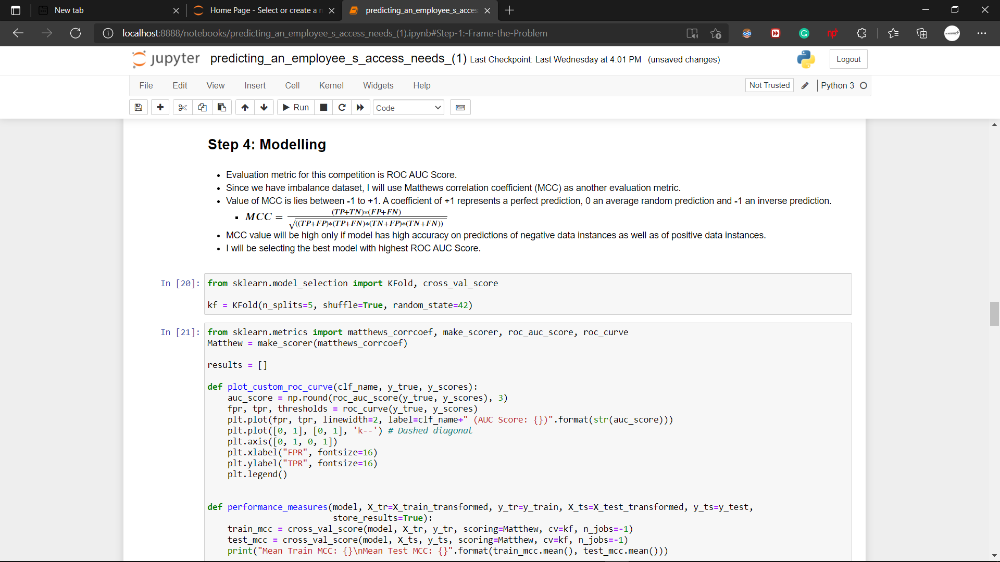 New tab
Home Page - Select or create a n
predicting_an_employee_s_acces
localhost:8888/notebooks/predicting_an_employee_s_access_needs_(1).ipynb#Step-1:-Frame-the-Problem
jupyter predicting_an_employee_s_access_needs_(1) Last Checkpoint: Last Wednesday at 4:01 PM (unsaved changes)
Logout
File Edit View Insert Cell Kernel Widgets Help
Not Trusted
Python 3
Run
Code
Step 4: Modelling
• Evaluation metric for this competition is ROC AUC Score.
• Since we have imbalance dataset, I will use Matthews correlation coefficient (MCC) as another evaluation metric.
• Value of MCC is lies between -1 to +1. A coefficient of +1 represents a perfect prediction, 0 an average random prediction and -1 an inverse prediction.
▪ MCC = (TP+TN)*(FP+FN)
√((TP+FP)*(TP+FN)*(TN+FP)*(TN+FN))
• MCC value will be high only if model has high accuracy on predictions of negative data instances as well as of positive data instances.
• I will be selecting the best model with highest ROC AUC Score.
In [20]: from sklearn.model_selection import KFold, cross_val_score
kf = KFold(n_splits=5, shuffle=True, random_state=42)
In [21]: from sklearn.metrics import matthews_corrcoef, make_scorer, roc_auc_score, roc_curve
Matthew = make_scorer(matthews_corrcoef)
results = []
def plot_custom_roc_curve(clf_name, y_true, y_scores):
auc_score = np.round(roc_auc_score(y_true, y_scores), 3)
fpr, tpr, thresholds = roc_curve(y_true, y_scores)
plt.plot(fpr, tpr, linewidth=2, label=clf_name+" (AUC Score: {})".format(str(auc_score)))
plt.plot([0, 1], [0, 1], 'k--') # Dashed diagonal
plt.axis([0, 1, 0, 1])
plt.xlabel("FPR", fontsize=16)
plt.ylabel("TPR", fontsize=16)
plt.legend()
def performance_measures(model, X_tr=X_train_transformed, y_tr=y_train, X_ts=X_test_transformed, y_ts=y_test,
store_results=True):
train_mcc = cross_val_score(model, X_tr, y_tr, scoring=Matthew, cv=kf, n_jobs=-1)
test_mcc = cross_val_score(model, X_ts, y_ts, scoring=Matthew, cv=kf, n_jobs=-1)
print("Mean Train MCC: {}\nMean Test MCC: {}".format(train_mcc.mean(), test_mcc.mean()))